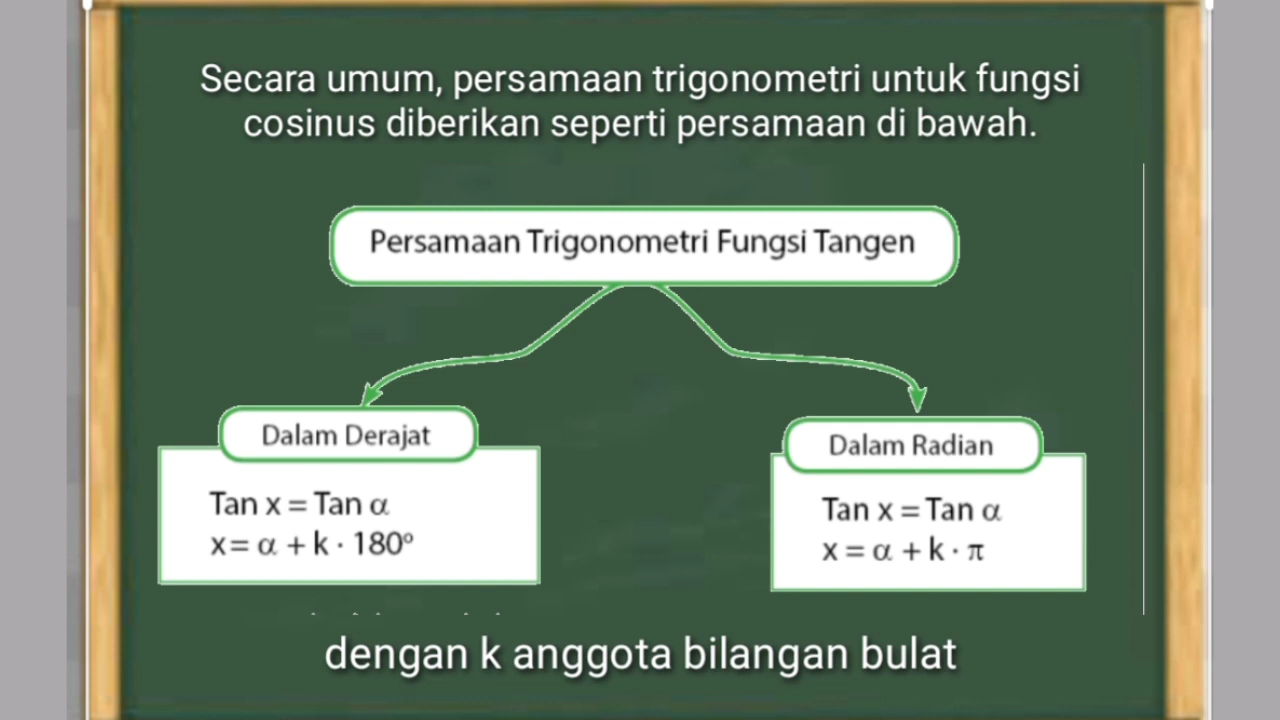 Secara umum, persamaan trigonometri untuk fungsi
cosinus diberikan seperti persamaan di bawah.
Persamaan Trigonometri Fungsi Tangen
Dalam Derajat
Tan x = Tan α
x= α + k · 180°
Dalam Radian
Tan x = Tan α
x = α + k · π
dengan k anggota bilangan bulat